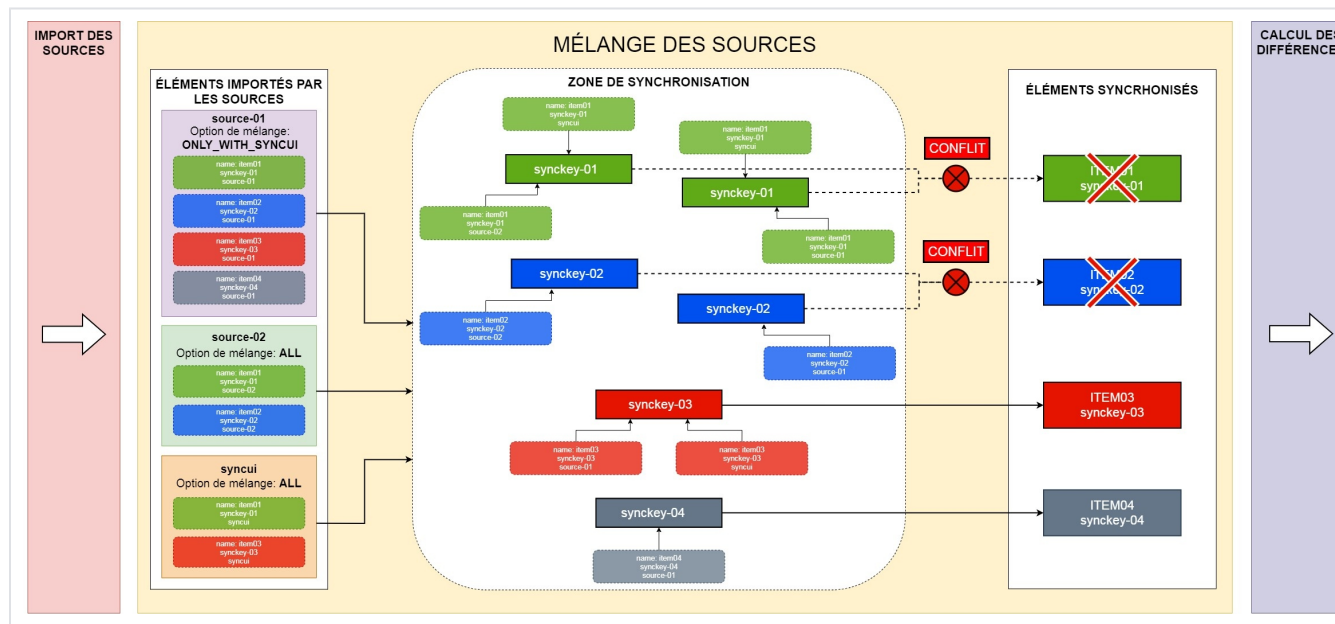 IMPORT DES
SOURCES
MÉLANGE DES SOURCES
ÉLÉMENTS IMPORTÉS PAR
LES SOURCES
source-01
Option de mélange:
ONLY_WITH_SYNCUI
name: item01
synckey-01
source-01
name: item02
synckey-02
source-01
name: item03
synckey-03
source-01
name: item04
synckey-04
source-01
source-02
Option de mélange: ALL
name: item01
synckey-01
source-02
name: item02
synckey-02
source-02
syncui
Option de mélange: ALL
name: item01
synckey-01
syncui
name: item03
synckey-03
syncui
ZONE DE SYNCHRONISATION
name: item01
synckey-01
syncui
synckey-01
name: item01
synckey-01
source-02
name: item01
synckey-01
syncui
synckey-01
name: item01
synckey-01
source-01
synckey-02
name: item02
synckey-02
source-02
synckey-02
name: item02
synckey-02
source-01
synckey-03
name: item03
synckey-03
source-01
name: item03
synckey-03
syncui
synckey-04
name: item04
synckey-04
source-01
CONFLIT
CONFLIT
ÉLÉMENTS SYNCRHONISÉS
ITEM01
synckey-01
ITEM02
synckey-02
ITEM03
synckey-03
ITEM04
synckey-04
CALCUL DES
DIFFÉRENCE